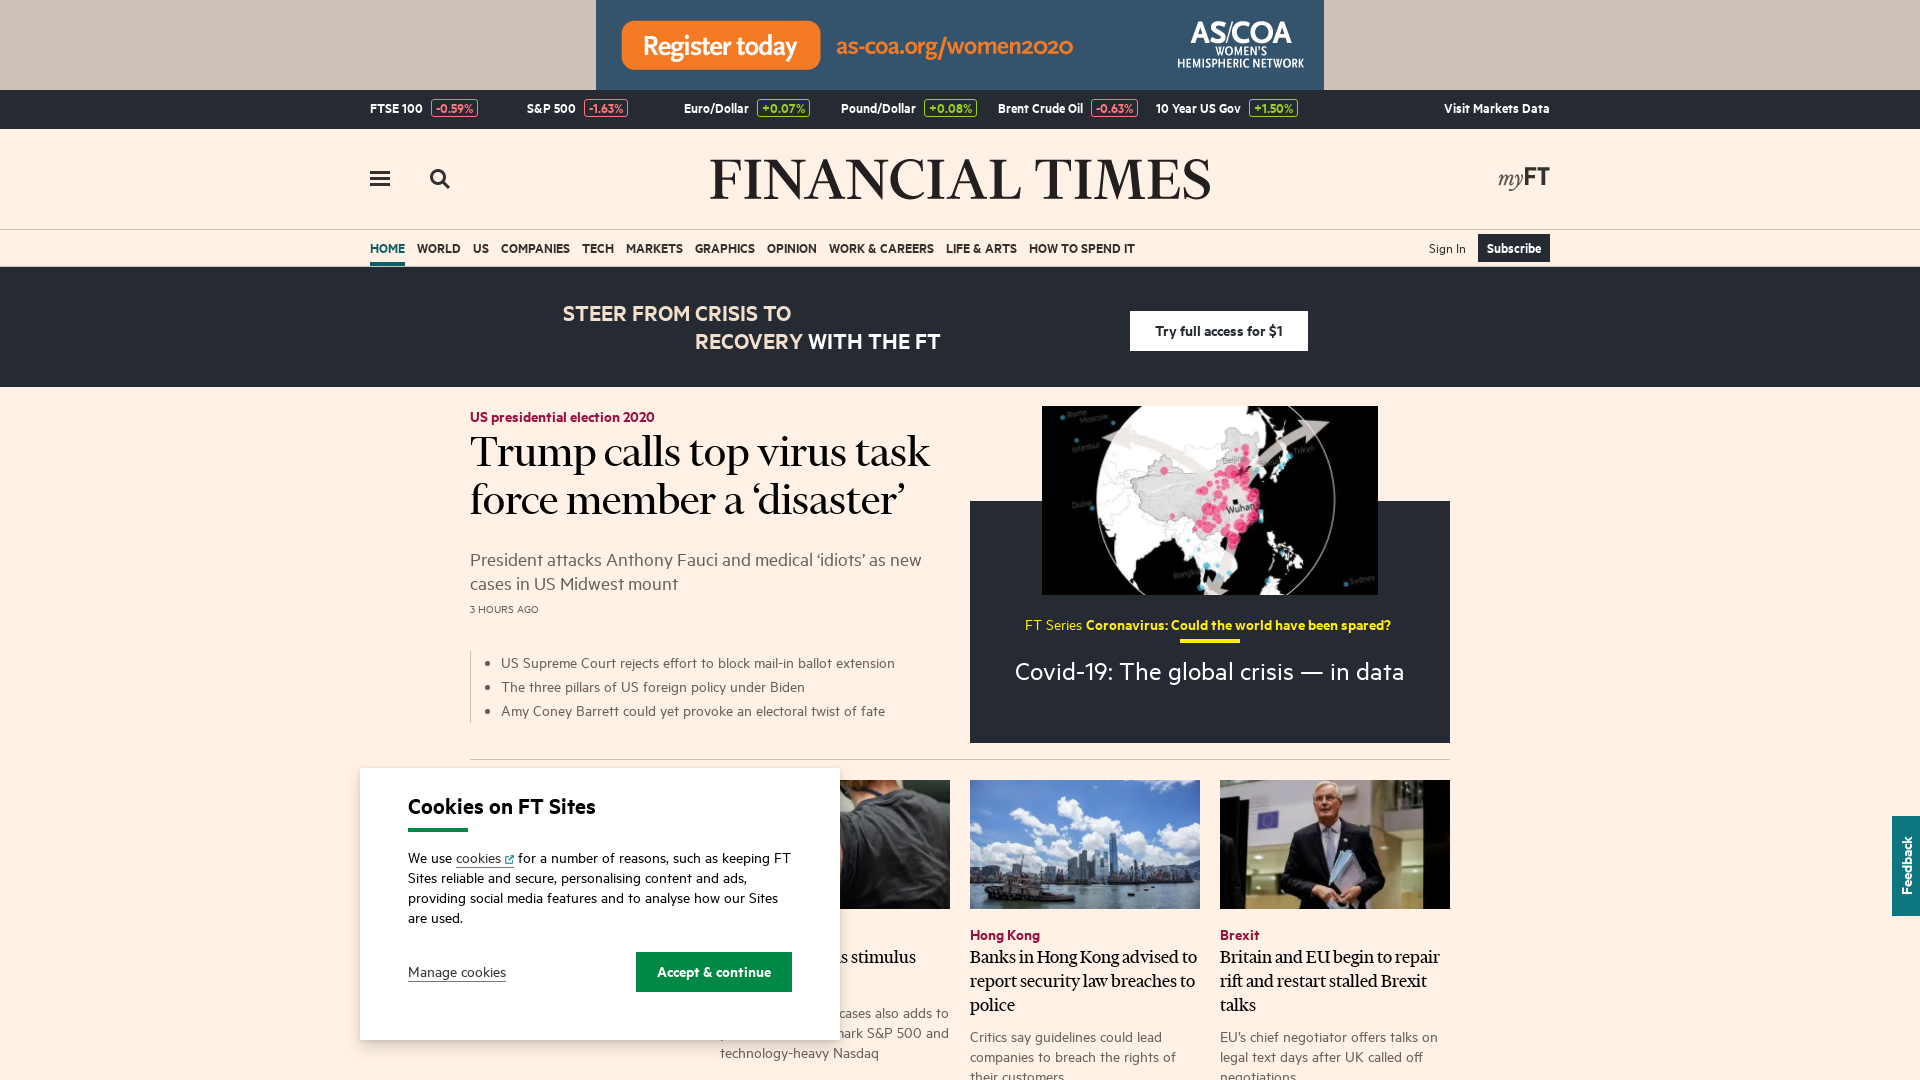 Register today
as-coa.org/women2020
AS/COA
WOMEN'S
HEMISPHERIC NETWORK
FTSE 100 -0.59%
S&P 500 -1.63%
Euro/Dollar +0.07%
Pound/Dollar +0.08%
Brent Crude Oil -0.63%
10 Year US Gov +1.50%
Visit Markets Data
FINANCIAL TIMES
myFT
HOME WORLD US COMPANIES TECH MARKETS GRAPHICS OPINION WORK & CAREERS LIFE & ARTS HOW TO SPEND IT
Sign In
Subscribe
STEER FROM CRISIS TO
RECOVERY WITH THE FT
Try full access for $1
US presidential election 2020
Trump calls top virus task
force member a ‘disaster’
President attacks Anthony Fauci and medical ‘idiots’ as new
cases in US Midwest mount
3 HOURS AGO
US Supreme Court rejects effort to block mail-in ballot extension
The three pillars of US foreign policy under Biden
Amy Coney Barrett could yet provoke an electoral twist of fate
Rome
Moscow
Istanbul
Beijing
Tokyo
Dubai
Wuhan
Bangkok
Sydney
FT Series Coronavirus: Could the world have been spared?
Covid-19: The global crisis — in data
Cookies on FT Sites
We use cookies for a number of reasons, such as keeping FT
Sites reliable and secure, personalising content and ads,
providing social media features and to analyse how our Sites
are used.
Manage cookies
Accept & continue
stimulus
cases also adds to
S&P 500 and
technology-heavy Nasdaq
Hong Kong
Banks in Hong Kong advised to
report security law breaches to
police
Critics say guidelines could lead
companies to breach the rights of
their customers
Brexit
Britain and EU begin to repair
rift and restart stalled Brexit
talks
EU’s chief negotiator offers talks on
legal text days after UK called off
negotiations
Feedback